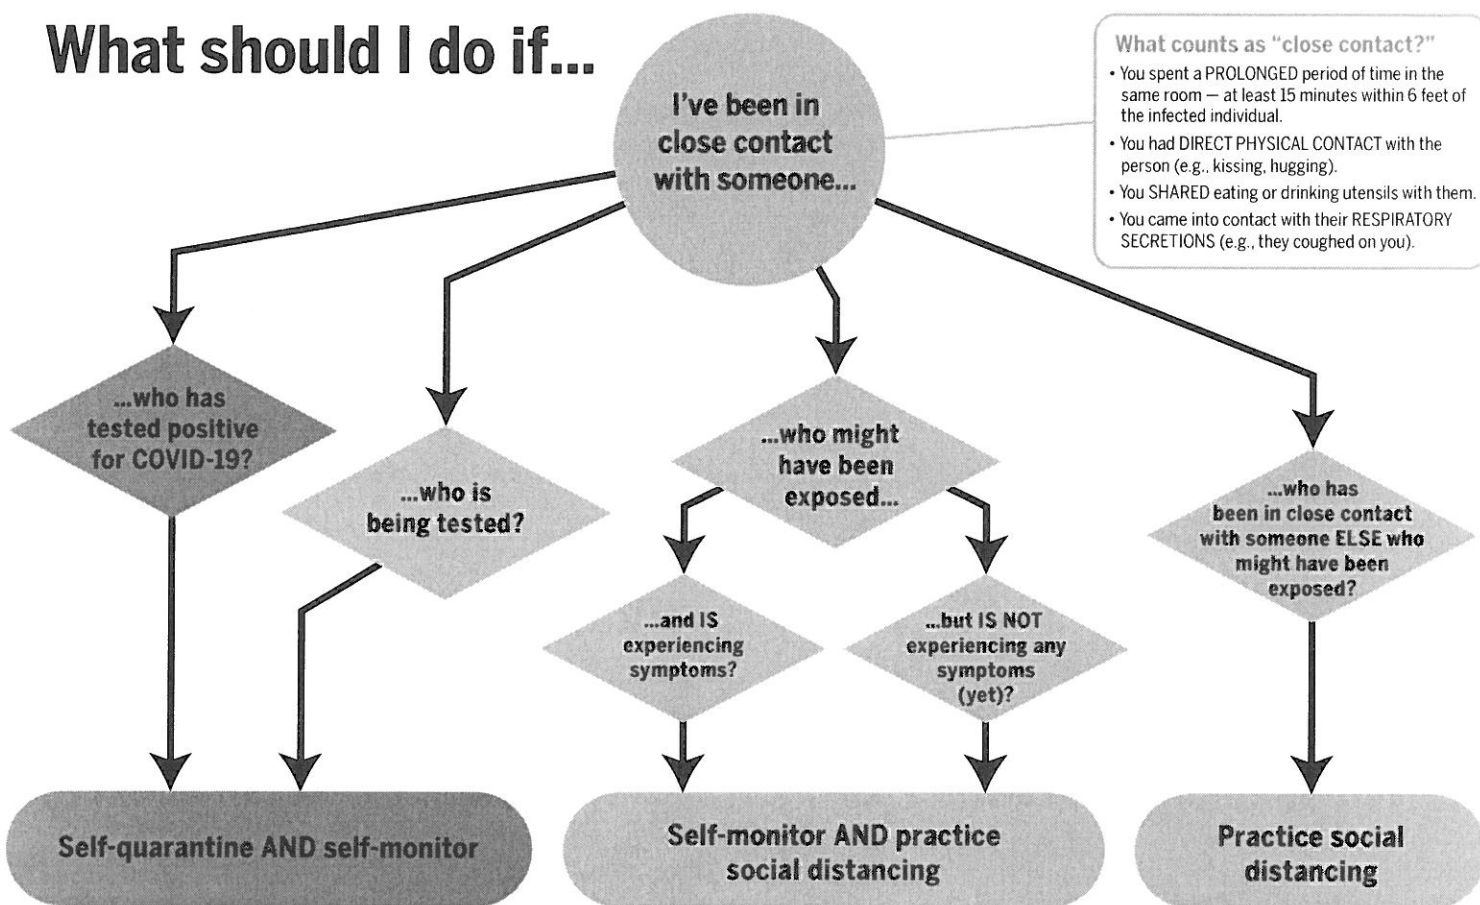 What should I do if...
I've been in
close contact
with someone...
What counts as "close contact?"
• You spent a PROLONGED period of time in the
same room — at least 15 minutes within 6 feet of
the infected individual.
• You had DIRECT PHYSICAL CONTACT with the
person (e.g., kissing, hugging).
• You SHARED eating or drinking utensils with them.
• You came into contact with their RESPIRATORY
SECRETIONS (e.g., they coughed on you).
...who has
tested positive
for COVID-19?
...who is
being tested?
...who might
have been
exposed...
...and IS
experiencing
symptoms?
...but IS NOT
experiencing any
symptoms
(yet)?
...who has
been in close contact
with someone ELSE who
might have been
exposed?
Self-quarantine AND self-monitor
Self-monitor AND practice
social distancing
Practice social
distancing